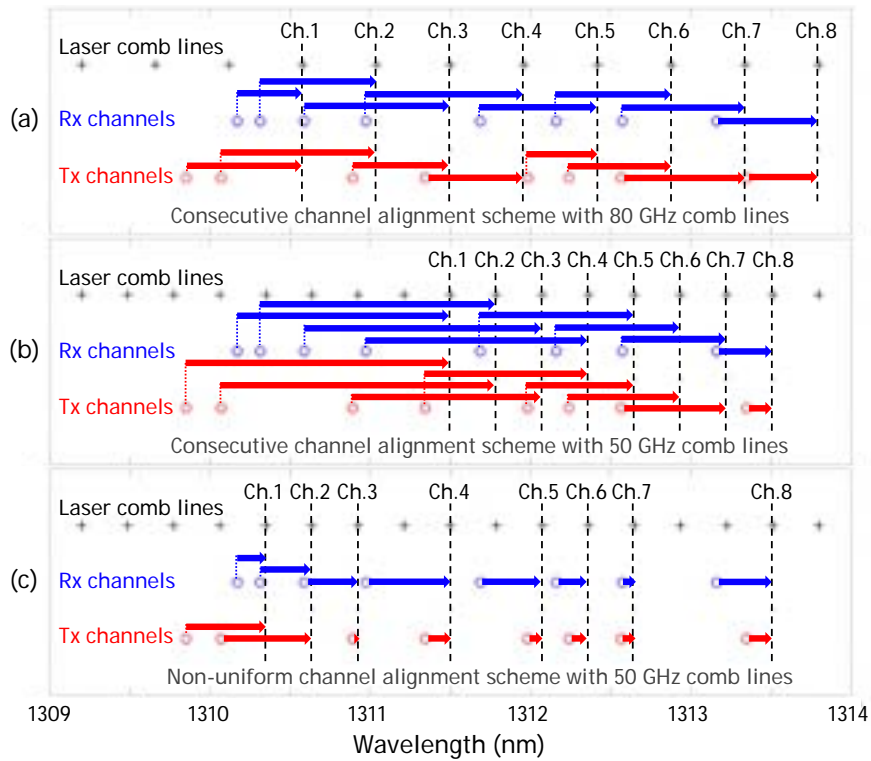 Ch.1 Ch.2 Ch.3 Ch.4 Ch.5 Ch.6 Ch.7 Ch.8
Laser comb lines
(a)
Rx channels
Tx channels
Consecutive channel alignment scheme with 80 GHz comb lines
Ch.1 Ch.2 Ch.3 Ch.4 Ch.5 Ch.6 Ch.7 Ch.8
Laser comb lines
(b)
Rx channels
Tx channels
Consecutive channel alignment scheme with 50 GHz comb lines
Ch.1 Ch.2 Ch.3 Ch.4 Ch.5 Ch.6 Ch.7 Ch.8
Laser comb lines
(c)
Rx channels
Tx channels
Non-uniform channel alignment scheme with 50 GHz comb lines
1309 1310 1311 1312 1313 1314
Wavelength (nm)